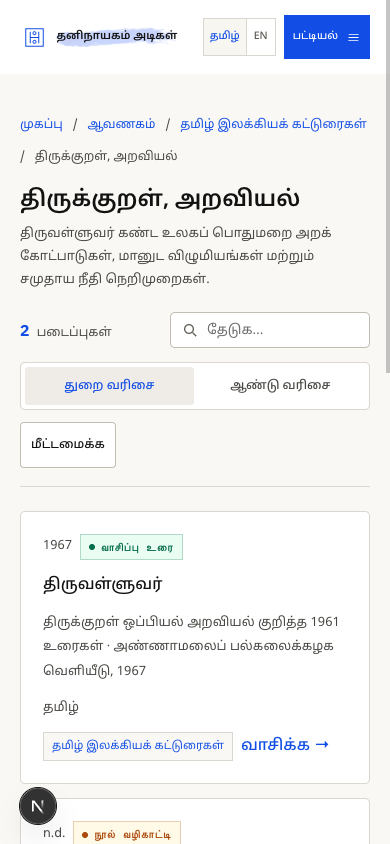 தனிநாயகம் அடிகள்
தமிழ் EN பட்டியல்
முகப்பு / ஆவணகம் / தமிழ் இலக்கியக் கட்டுரைகள்
/ திருக்குறள், அறவியல்
திருக்குறள், அறவியல்
திருவள்ளுவர் கண்ட உலகப் பொதுமறை அறக்
கோட்பாடுகள், மானுட விழுமியங்கள் மற்றும்
சமுதாய நீதி நெறிமுறைகள்.
2 படைப்புகள் தேடுக...
துறை வரிசை ஆண்டு வரிசை
மீட்டமைக்க
1967 வாசிப்பு உரை
திருவள்ளுவர்
திருக்குறள் ஒப்பியல் அறவியல் குறித்த 1961
உரைகள் · அண்ணாமலைப் பல்கலைக்கழக
வெளியீடு, 1967
தமிழ்
தமிழ் இலக்கியக் கட்டுரைகள் வாசிக்க →
N
n.d. நூல் வழிகாட்டி